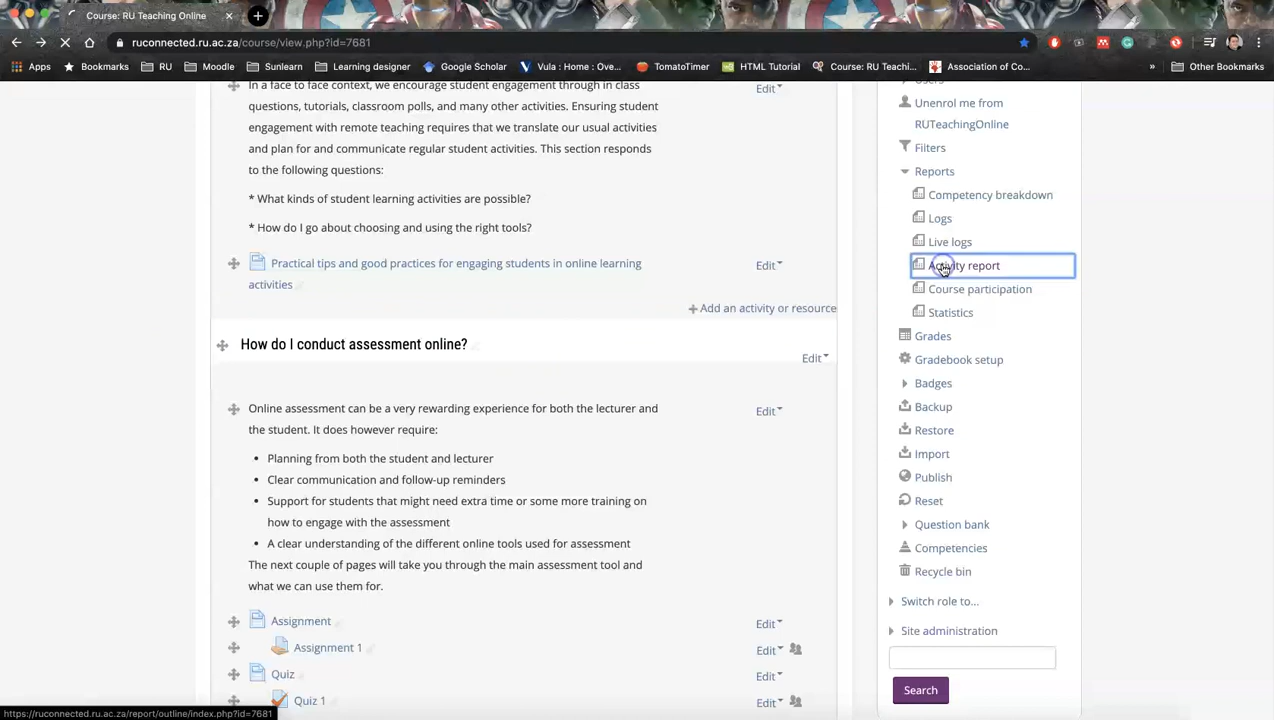 Course: RU Teaching Online
ruconnected.ru.ac.za/course/view.php?id=7681
Apps Bookmarks RU Moodle Sunlearn Learning designer Google Scholar Vula : Home : Ove... TomatoTimer HTML Tutorial Course: RU Teachi... Association of Co... » Other Bookmarks
In a face to face context, we encourage student engagement through in class
questions, tutorials, classroom polls, and many other activities. Ensuring student
engagement with remote teaching requires that we translate our usual activities
and plan for and communicate regular student activities. This section responds
to the following questions:
* What kinds of student learning activities are possible?
* How do I go about choosing and using the right tools?
Edit
Practical tips and good practices for engaging students in online learning
activities
Edit
Add an activity or resource
How do I conduct assessment online?
Edit
Online assessment can be a very rewarding experience for both the lecturer and
the student. It does however require:
Edit
• Planning from both the student and lecturer
• Clear communication and follow-up reminders
• Support for students that might need extra time or some more training on
how to engage with the assessment
• A clear understanding of the different online tools used for assessment
The next couple of pages will take you through the main assessment tool and
what we can use them for.
Assignment Edit
Assignment 1 Edit
Quiz Edit
Quiz 1 Edit
Users
Unenrol me from
RUTeachingOnline
Filters
Reports
Competency breakdown
Logs
Live logs
Activity report
Course participation
Statistics
Grades
Gradebook setup
Badges
Backup
Restore
Import
Publish
Reset
Question bank
Competencies
Recycle bin
Switch role to...
Site administration
Search
https://ruconnected.ru.ac.za/report/outline/index.php?id=7681